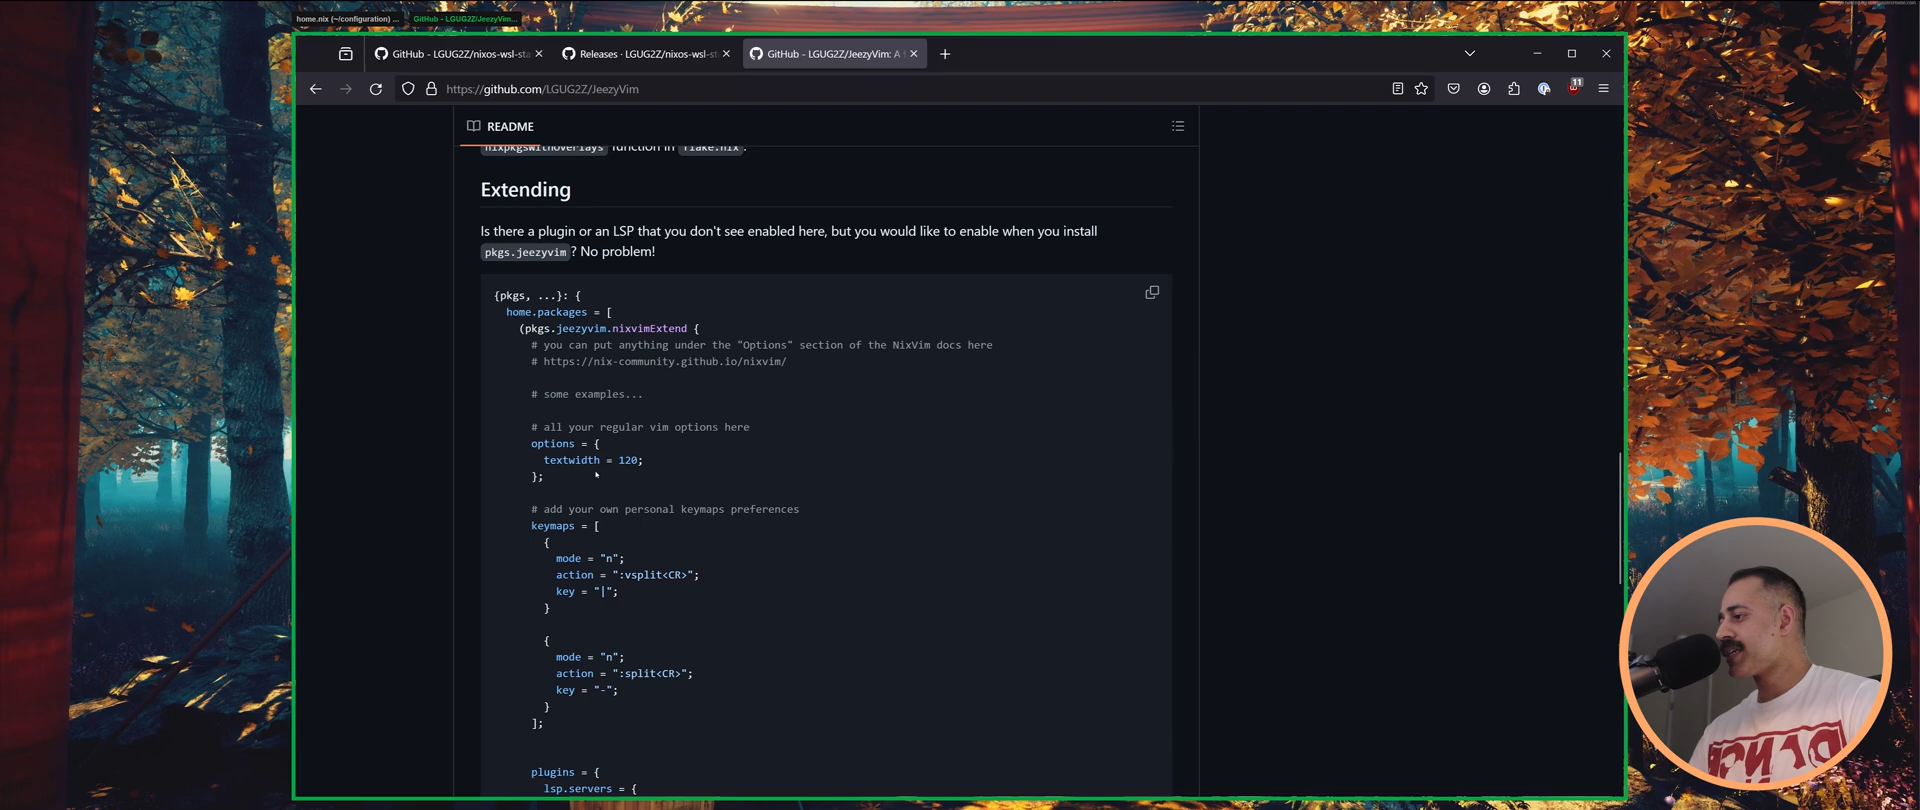 home.nix (~/configuration) ...
GitHub - LGUG2Z/JeezyVim...
GitHub - LGUG2Z/nixos-wsl-sta
Releases · LGUG2Z/nixos-wsl-s
GitHub - LGUG2Z/JeezyVim: A
https://github.com/LGUG2Z/JeezyVim
11
README
nixpkgsWithOverlays function in flake.nix.
Extending
Is there a plugin or an LSP that you don't see enabled here, but you would like to enable when you install
pkgs.jeezyvim? No problem!
{pkgs, ...}: {
home.packages = [
(pkgs.jeezyvim.nixvimExtend {
# you can put anything under the "Options" section of the NixVim docs here
# https://nix-community.github.io/nixvim/
# some examples...
# all your regular vim options here
options = {
textwidth = 120;
};
# add your own personal keymaps preferences
keymaps = [
{
mode = "n";
action = ":vsplit<CR>";
key = "|";
}
{
mode = "n";
action = ":split<CR>";
key = "-";
}
];
plugins = {
lsp.servers = {